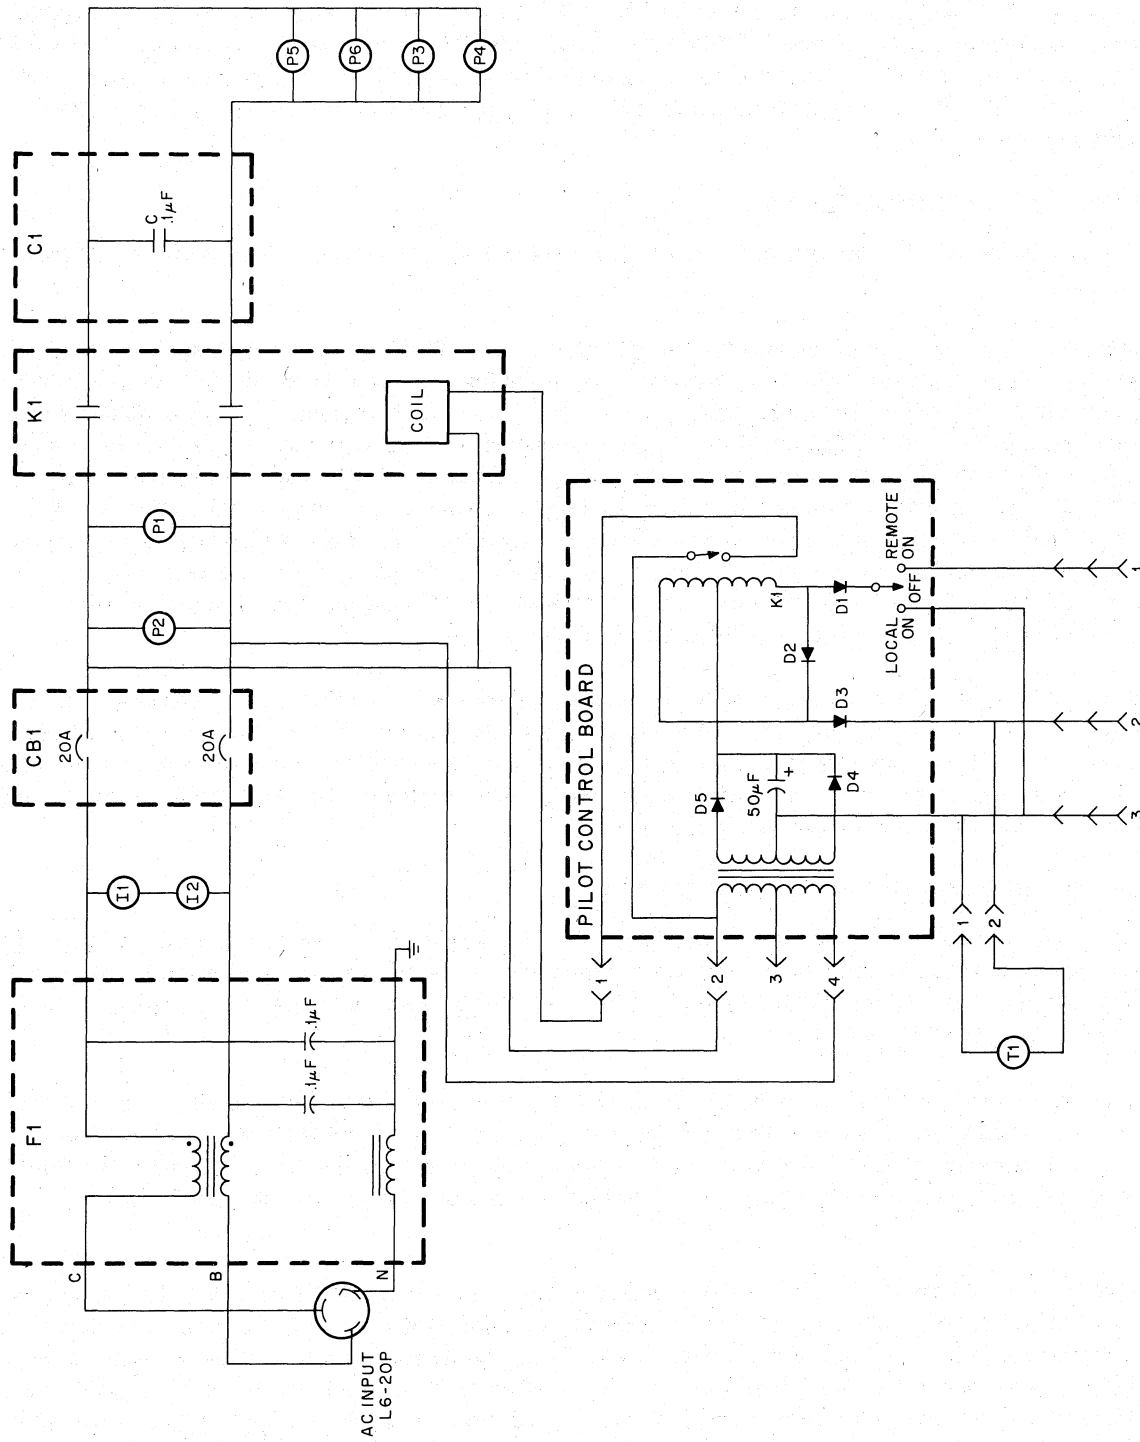 P5
P6
P3
P4
C1
C
.1µF
K1
COIL
P1
P2
CB1
20A
20A
I1
I2
F1
.1µF
.1µF
C
B
N
AC INPUT
L6-20P
PILOT CONTROL BOARD
K1
D1
D2
D3
D4
D5
50µF
+
REMOTE
ON
OFF
LOCAL
ON
1
2
3
4
1
2
T1
1
2
3